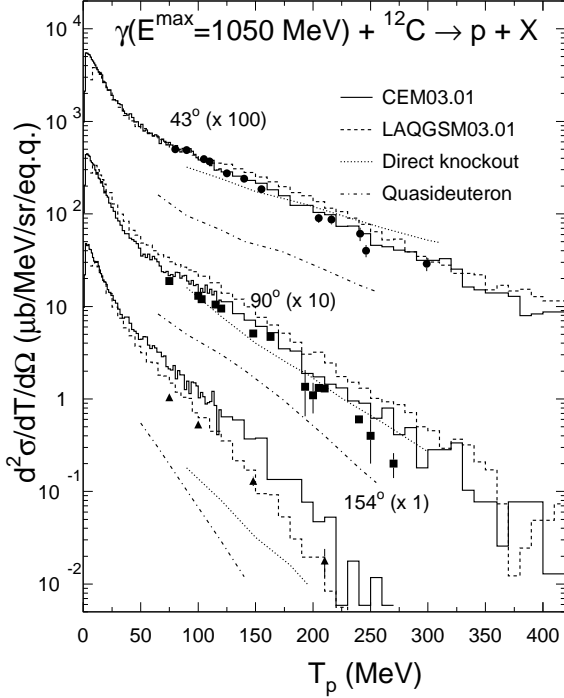 γ(E^max=1050 MeV) + ¹²C → p + X
10⁴
10³
10²
10
1
10⁻¹
10⁻²
d²σ/dT/dΩ (μb/MeV/sr/eq.q.)
CEM03.01
LAQGSM03.01
Direct knockout
Quasideuteron
43° (x 100)
90° (x 10)
154° (x 1)
0 50 100 150 200 250 300 350 400
T_p (MeV)